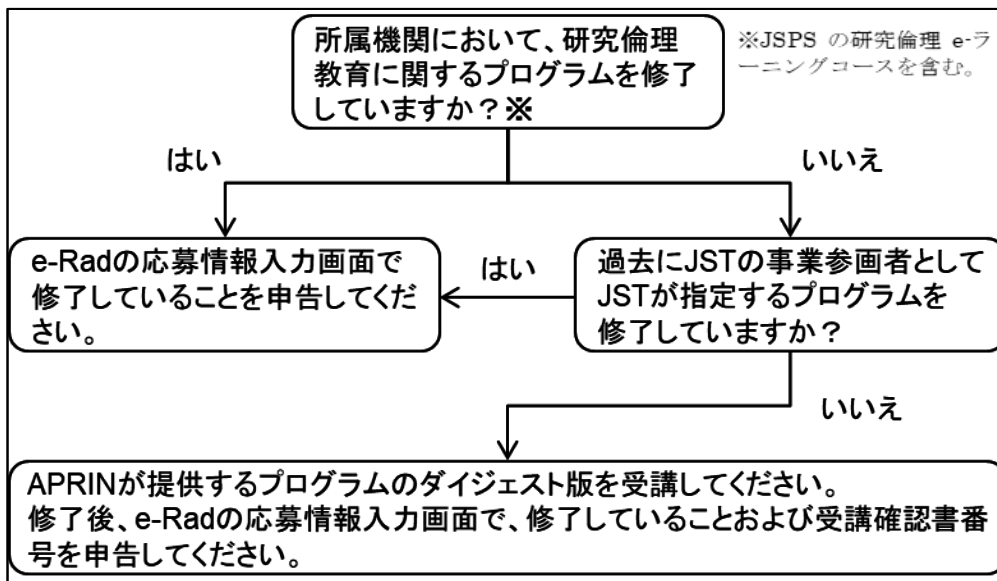 所属機関において、研究倫理
教育に関するプログラムを修了
していますか？※
※JSPS の研究倫理 e-ラ
ーニングコースを含む。
はい
いいえ
e-Radの応募情報入力画面で
修了していることを申告してくだ
さい。
はい
過去にJSTの事業参画者として
JSTが指定するプログラムを
修了していますか？
いいえ
APRINが提供するプログラムのダイジェスト版を受講してください。
修了後、e-Radの応募情報入力画面で、修了していることおよび受講確認書番
号を申告してください。